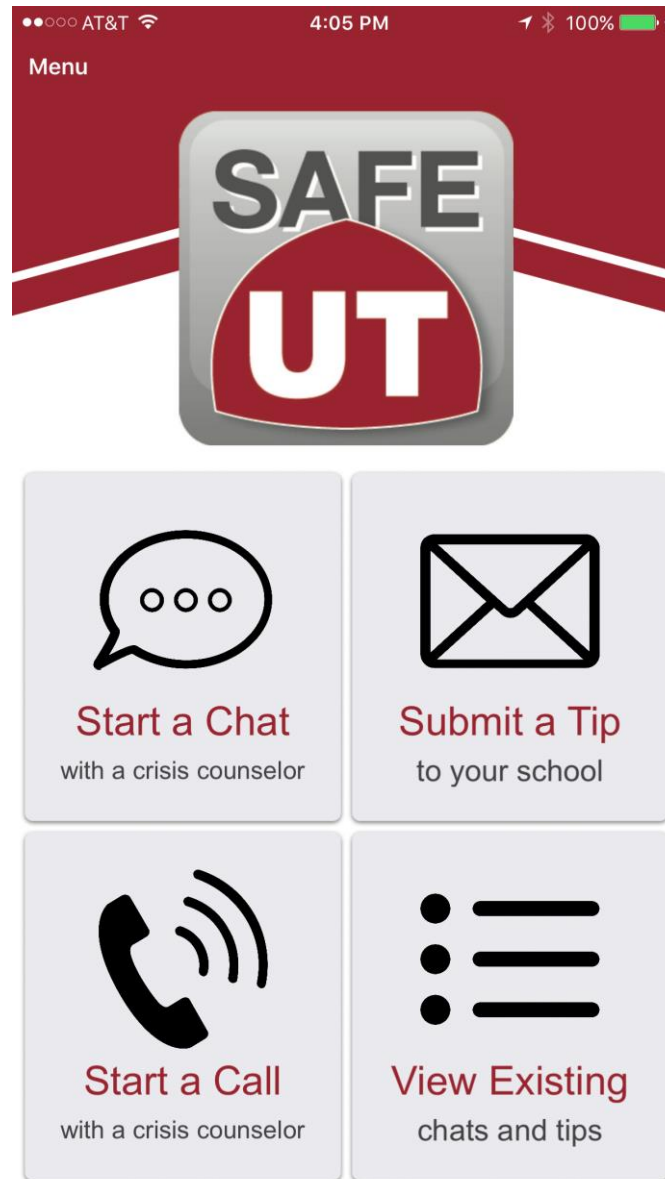 AT&T 4:05 PM 100%
Menu
SAFE
UT
Start a Chat
with a crisis counselor
Submit a Tip
to your school
Start a Call
with a crisis counselor
View Existing
chats and tips